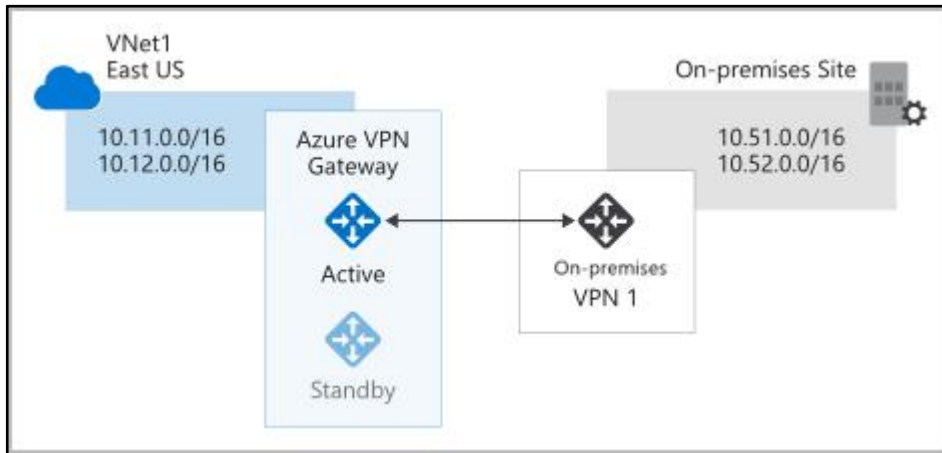 VNet1
East US
10.11.0.0/16
10.12.0.0/16
Azure VPN
Gateway
Active
Standby
On-premises Site
10.51.0.0/16
10.52.0.0/16
On-premises
VPN 1